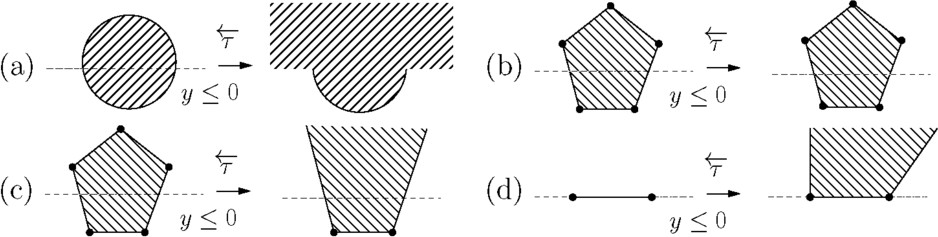 (a) ←τ y ≤ 0
(b) ←τ y ≤ 0
(c) ←τ y ≤ 0
(d) ←τ y ≤ 0